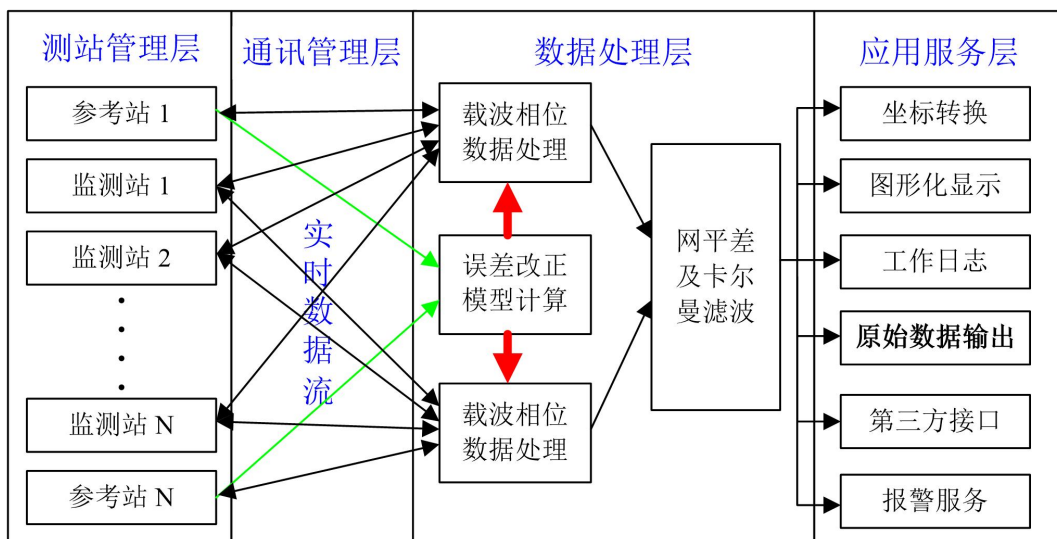 测站管理层
通讯管理层
数据处理层
应用服务层
参考站 1
监测站 1
监测站 2
监测站 N
参考站 N
实
时
数
据
流
载波相位
数据处理
误差改正
模型计算
载波相位
数据处理
网平差
及卡尔
曼滤波
坐标转换
图形化显示
工作日志
原始数据输出
第三方接口
报警服务